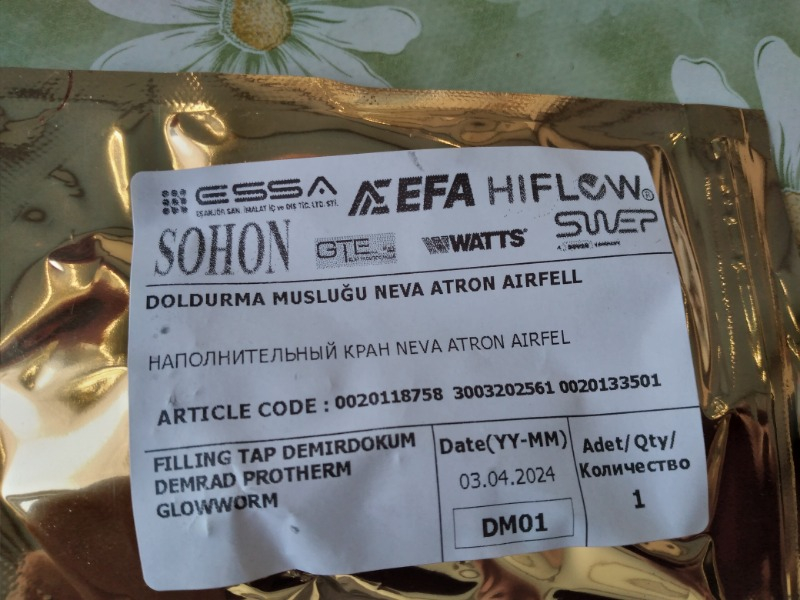 ESSA
EŞANJÖR SAN. İMALAT İÇ ve DIŞ TİC. LTD. ŞTİ.
EFA
HIFLOW®
SOHON
GTE
WATTS®
SWEP
DOLDURMA MUSLUĞU NEVA ATRON AIRFELL
НАПОЛНИТЕЛЬНЫЙ КРАН NEVA ATRON AIRFEL
ARTICLE CODE : 0020118758 3003202561 0020133501
FILLING TAP DEMIRDOKUM
DEMRAD PROTHERM
GLOWWORM
Date(YY-MM)
03.04.2024
DM01
Adet/Qty/
Количество
1